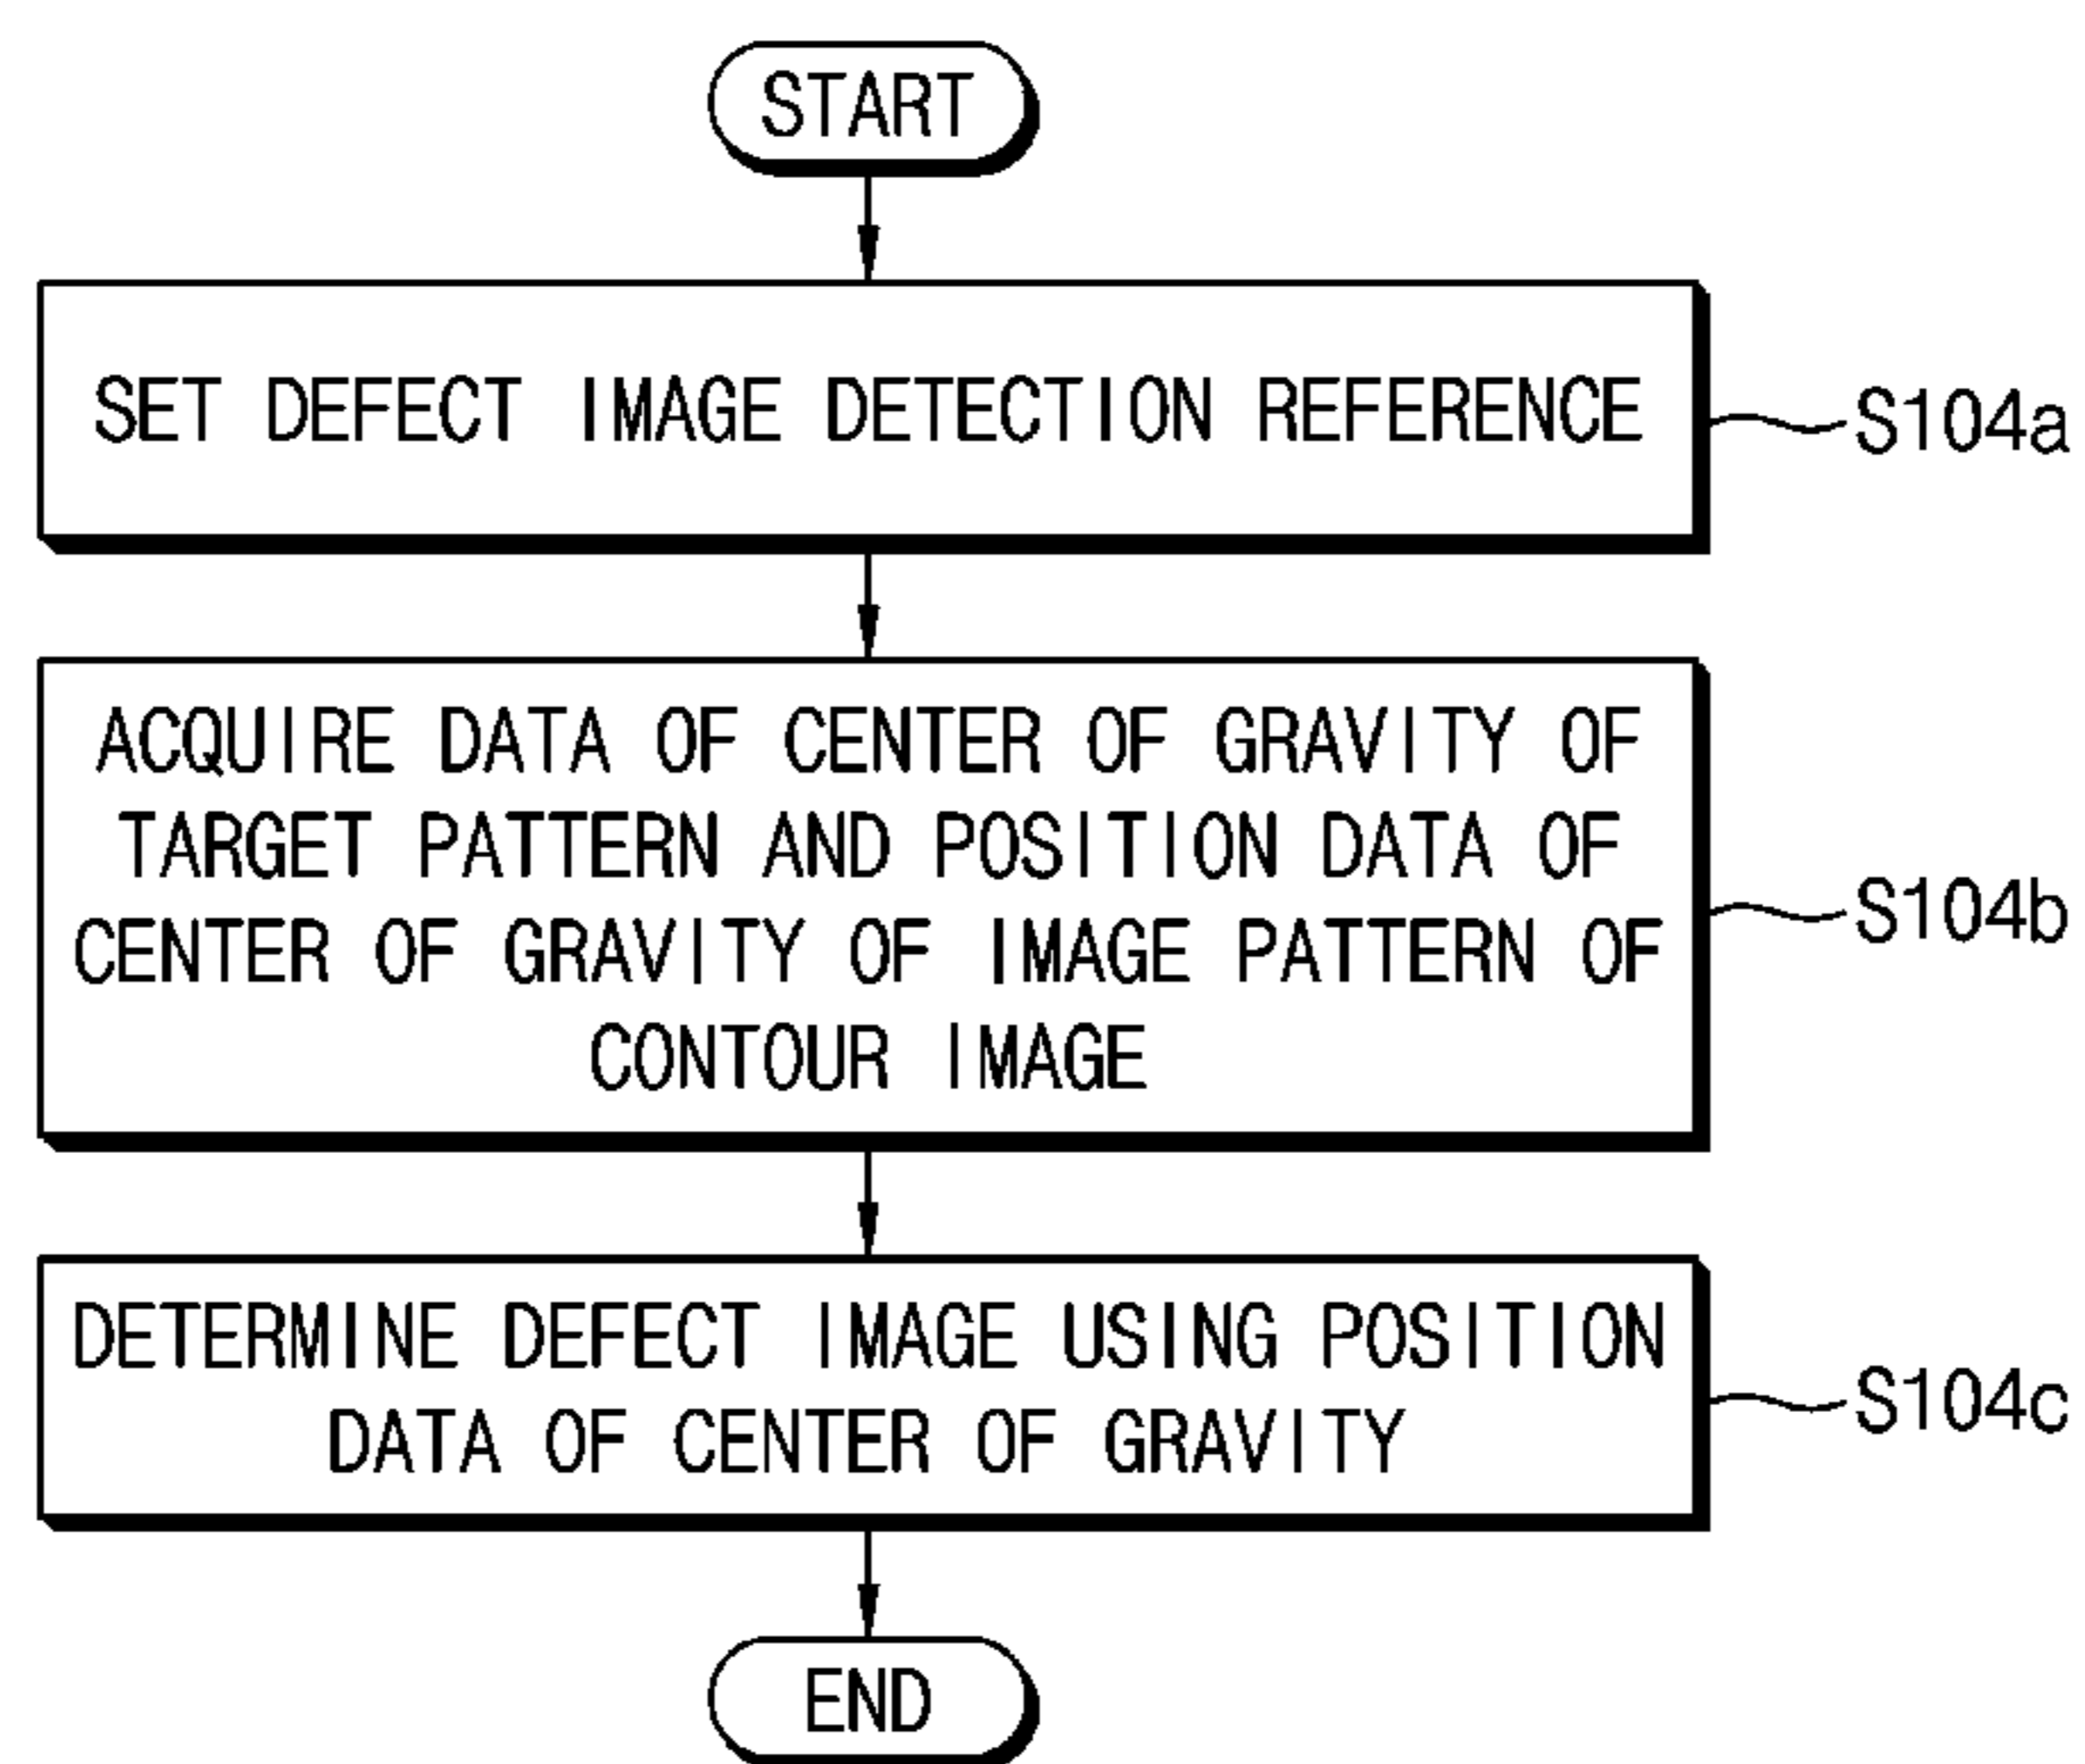 START
SET DEFECT IMAGE DETECTION REFERENCE
S104a
ACQUIRE DATA OF CENTER OF GRAVITY OF
TARGET PATTERN AND POSITION DATA OF
CENTER OF GRAVITY OF IMAGE PATTERN OF
CONTOUR IMAGE
S104b
DETERMINE DEFECT IMAGE USING POSITION
DATA OF CENTER OF GRAVITY
S104c
END